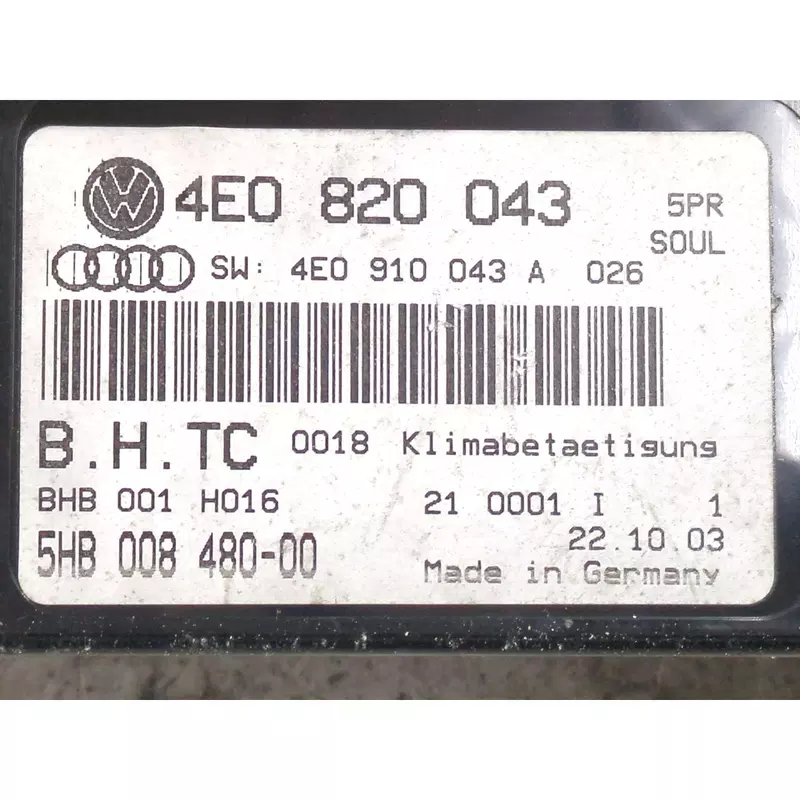 VW 4E0 820 043 5PR
SOUL
SW: 4E0 910 043 A 026
B.H.TC 0018 Klimabetaetigung
BHB 001 H016 21 0001 I 1
22.10.03
5HB 008 480-00
Made in Germany